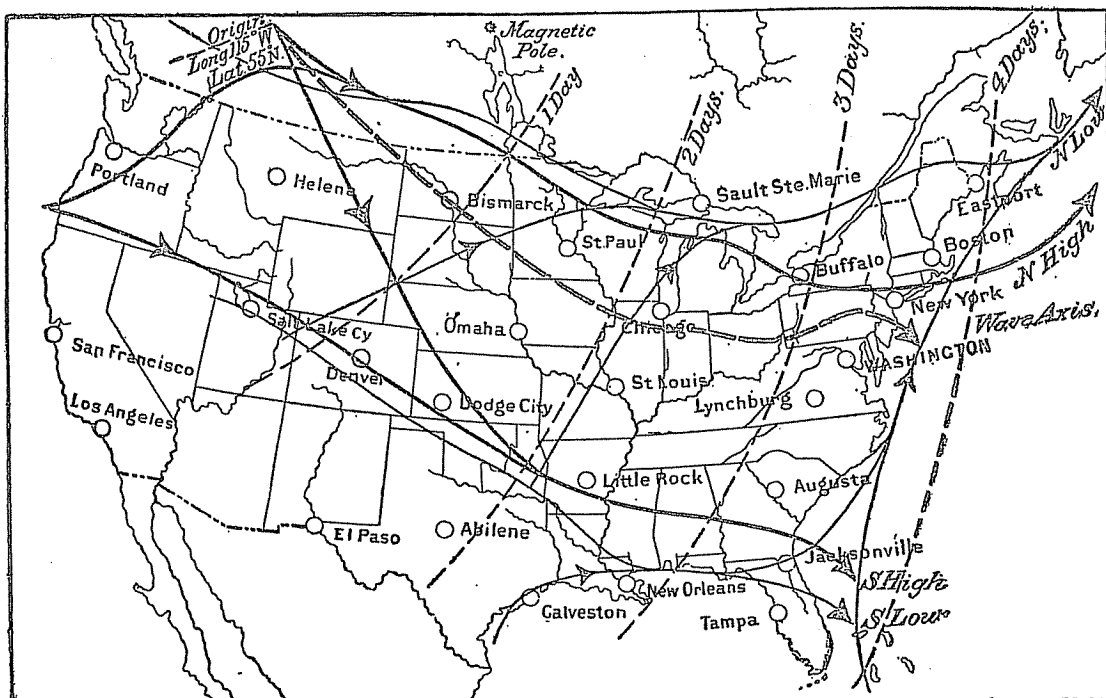 Origin.
Long 115° W
Lat. 55 N.
Magnetic
Pole.
1 Day
2 Days.
3 Days.
4 Days.
N Low
N High
Wave Axis.
Portland
Helena
Bismarck
Sault Ste. Marie
Eastport
St. Paul
Buffalo
Boston
New York
San Francisco
Salt Lake Cy
Omaha
Chicago
WASHINGTON
Denver
St Louis
Lynchburg
Los Angeles
Dodge City
Little Rock
Augusta
El Paso
Abilene
Jacksonville
New Orleans
Galveston
Tampa
S High
S Low